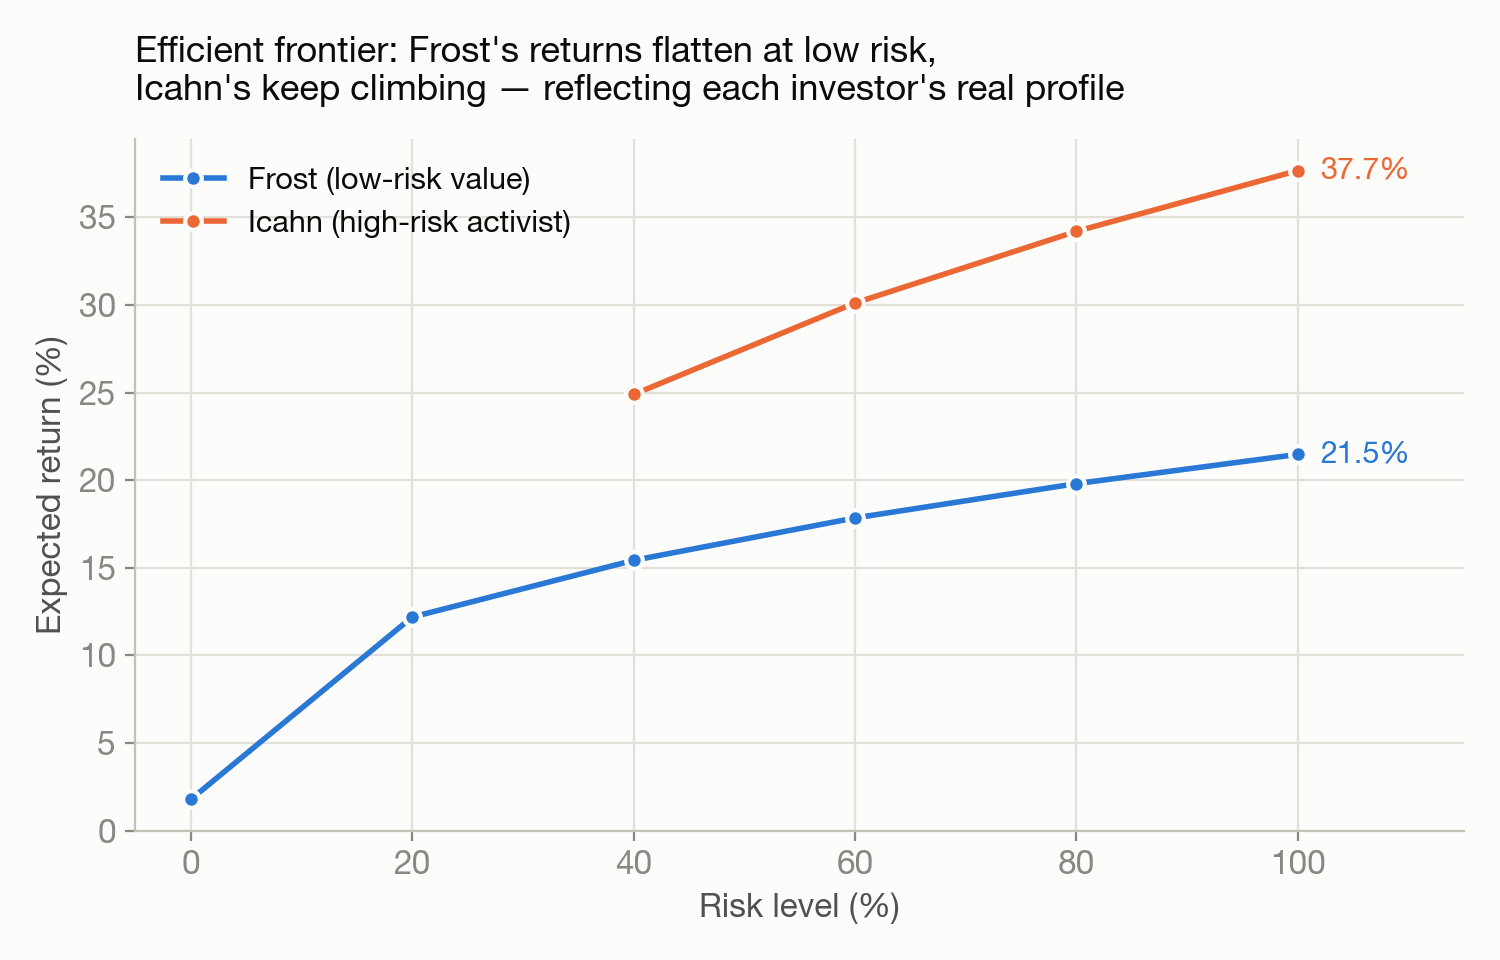 Efficient frontier: Frost's returns flatten at low risk,
Icahn's keep climbing — reflecting each investor's real profile
Frost (low-risk value)
Icahn (high-risk activist)
37.7%
21.5%
Expected return (%)
35
30
25
20
15
10
5
0
0 20 40 60 80 100
Risk level (%)